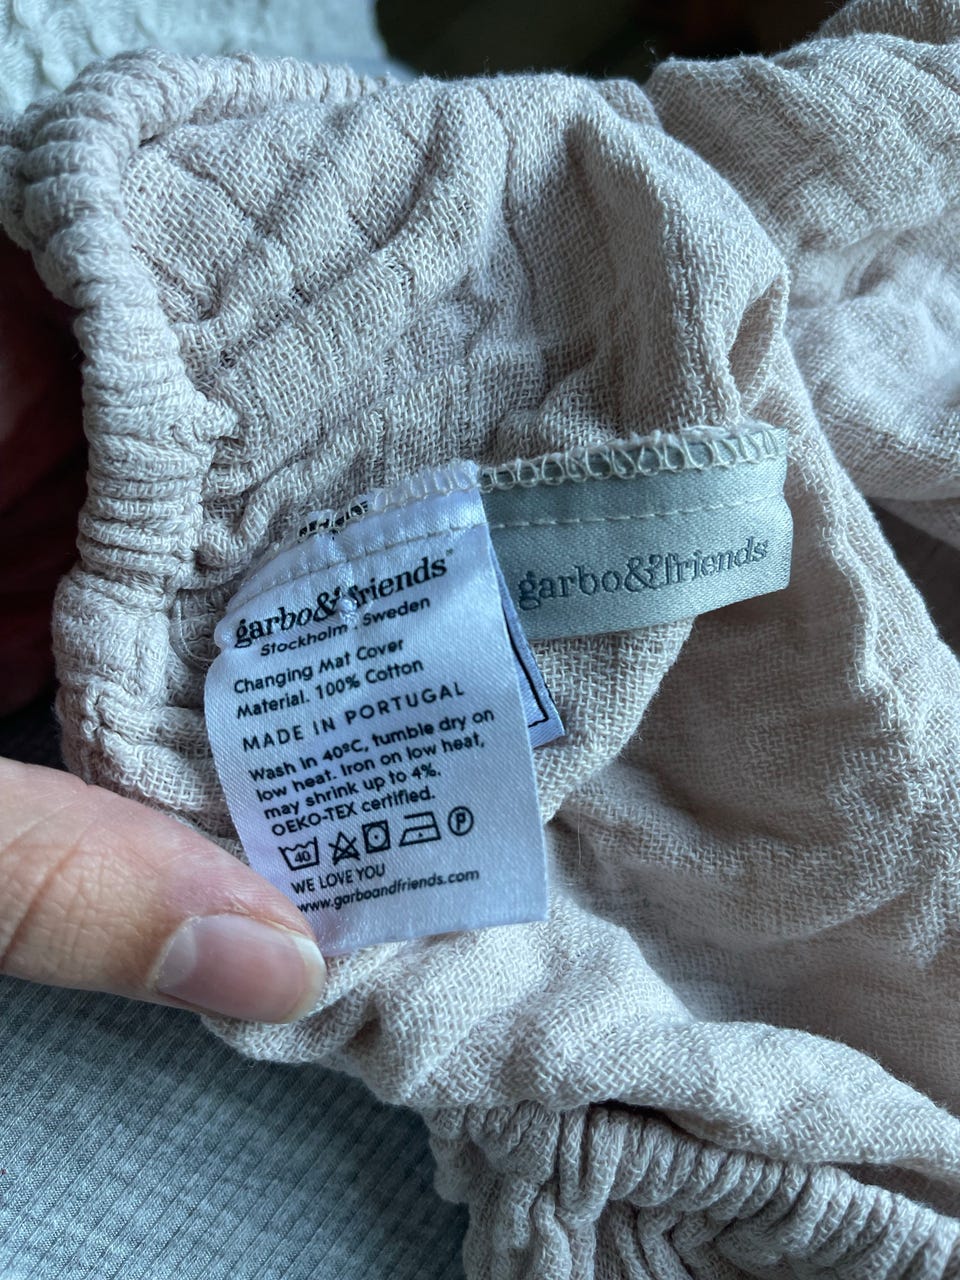 garbo&friends™
Stockholm . Sweden
Changing Mat Cover
Material. 100% Cotton
MADE IN PORTUGAL
Wash in 40ºC, tumble dry on
low heat. Iron on low heat,
may shrink up to 4%.
OEKO-TEX certified.
40 P
WE LOVE YOU
www.garboandfriends.com
garbo&friends